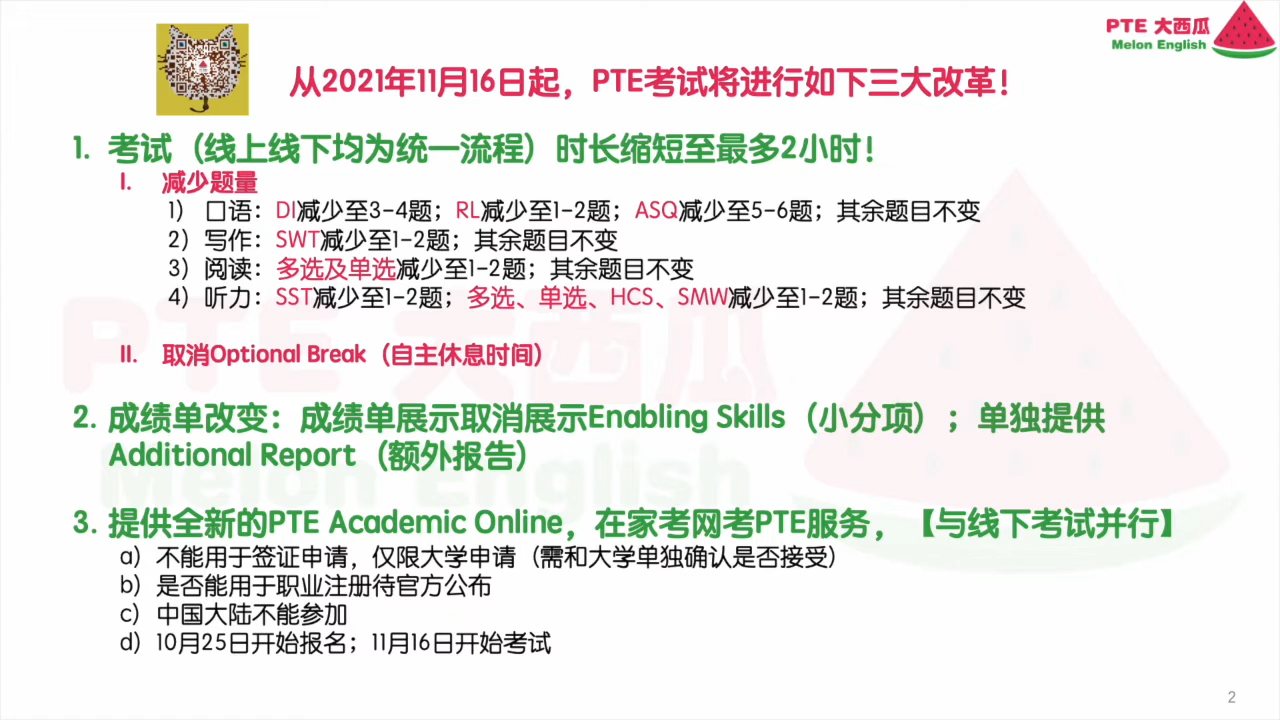 PTE 大西瓜
Melon English
从2021年11月16日起，PTE考试将进行如下三大改革！
1. 考试（线上线下均为统一流程）时长缩短至最多2小时！
I. 减少题量
1) 口语：DI减少至3-4题；RL减少至1-2题；ASQ减少至5-6题；其余题目不变
2) 写作：SWT减少至1-2题；其余题目不变
3) 阅读：多选及单选减少至1-2题；其余题目不变
4) 听力：SST减少至1-2题；多选、单选、HCS、SMW减少至1-2题；其余题目不变
II. 取消Optional Break（自主休息时间）
2. 成绩单改变：成绩单展示取消展示Enabling Skills（小分项）；单独提供
Additional Report（额外报告）
3. 提供全新的PTE Academic Online，在家考网考PTE服务，【与线下考试并行】
a) 不能用于签证申请，仅限大学申请（需和大学单独确认是否接受）
b) 是否能用于职业注册待官方公布
c) 中国大陆不能参加
d) 10月25日开始报名；11月16日开始考试
PTE 大西瓜
Melon English
2